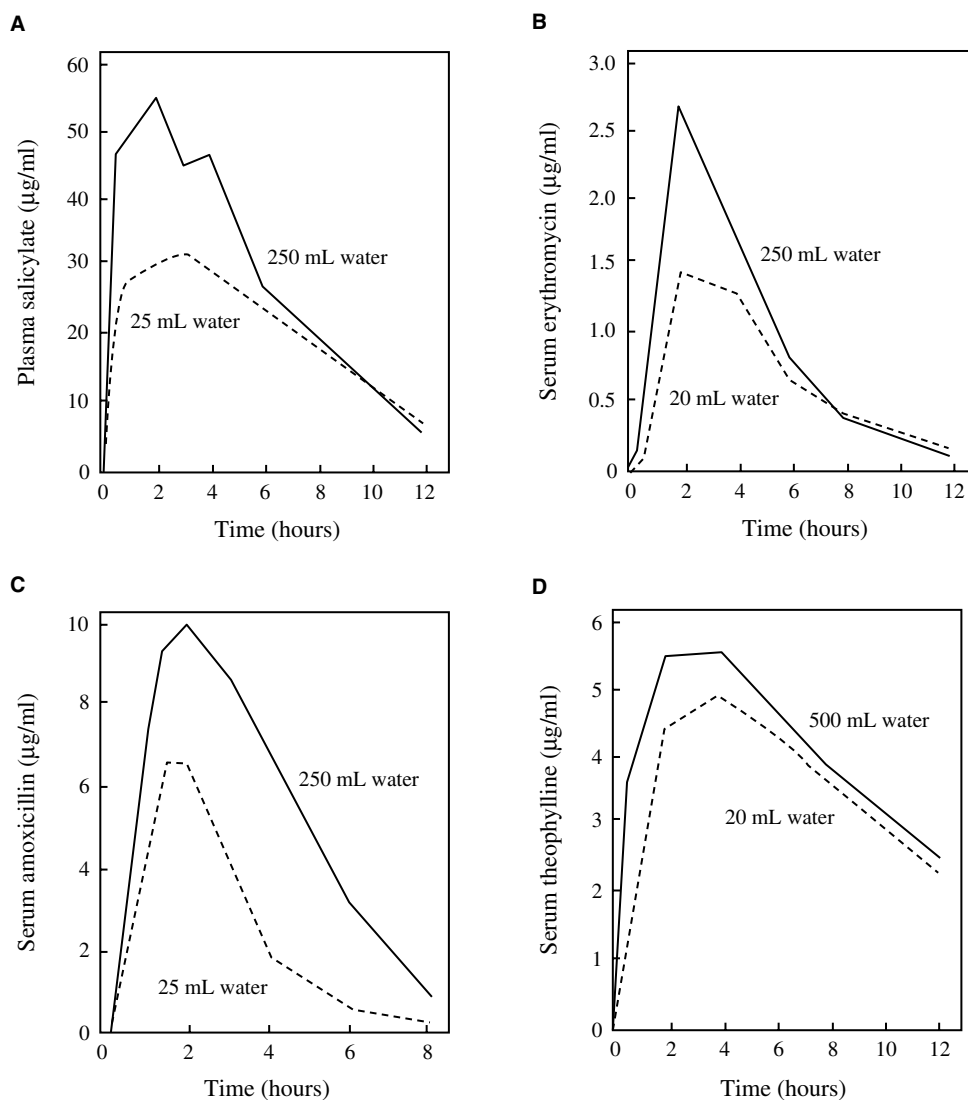 A
60
50
40
30
20
10
0
Plasma salicylate (µg/ml)
250 mL water
25 mL water
0 2 4 6 8 10 12
Time (hours)
B
3.0
2.5
2.0
1.5
1.0
0.5
0
Serum erythromycin (µg/ml)
250 mL water
20 mL water
0 2 4 6 8 10 12
Time (hours)
C
10
8
6
4
2
0
Serum amoxicillin (µg/ml)
250 mL water
25 mL water
0 2 4 6 8
Time (hours)
D
6
5
4
3
2
1
0
Serum theophylline (µg/ml)
500 mL water
20 mL water
0 2 4 6 8 10 12
Time (hours)